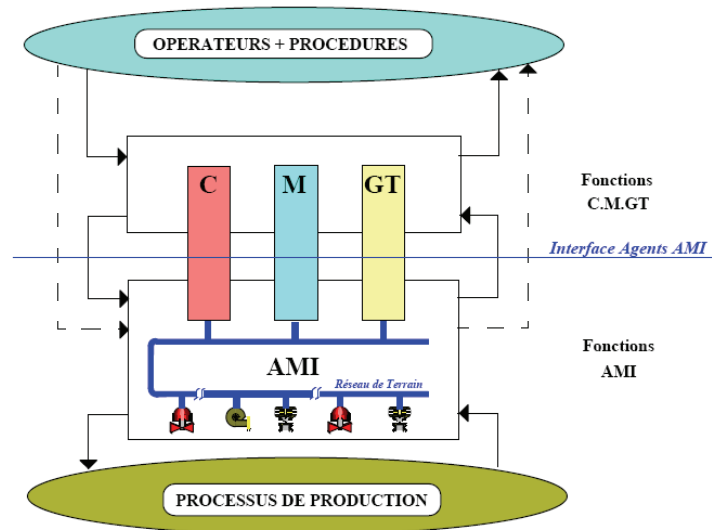 OPERATEURS + PROCEDURES
C
M
GT
Fonctions
C.M.GT
Interface Agents AMI
AMI
Réseau de Terrain
Fonctions
AMI
PROCESSUS DE PRODUCTION